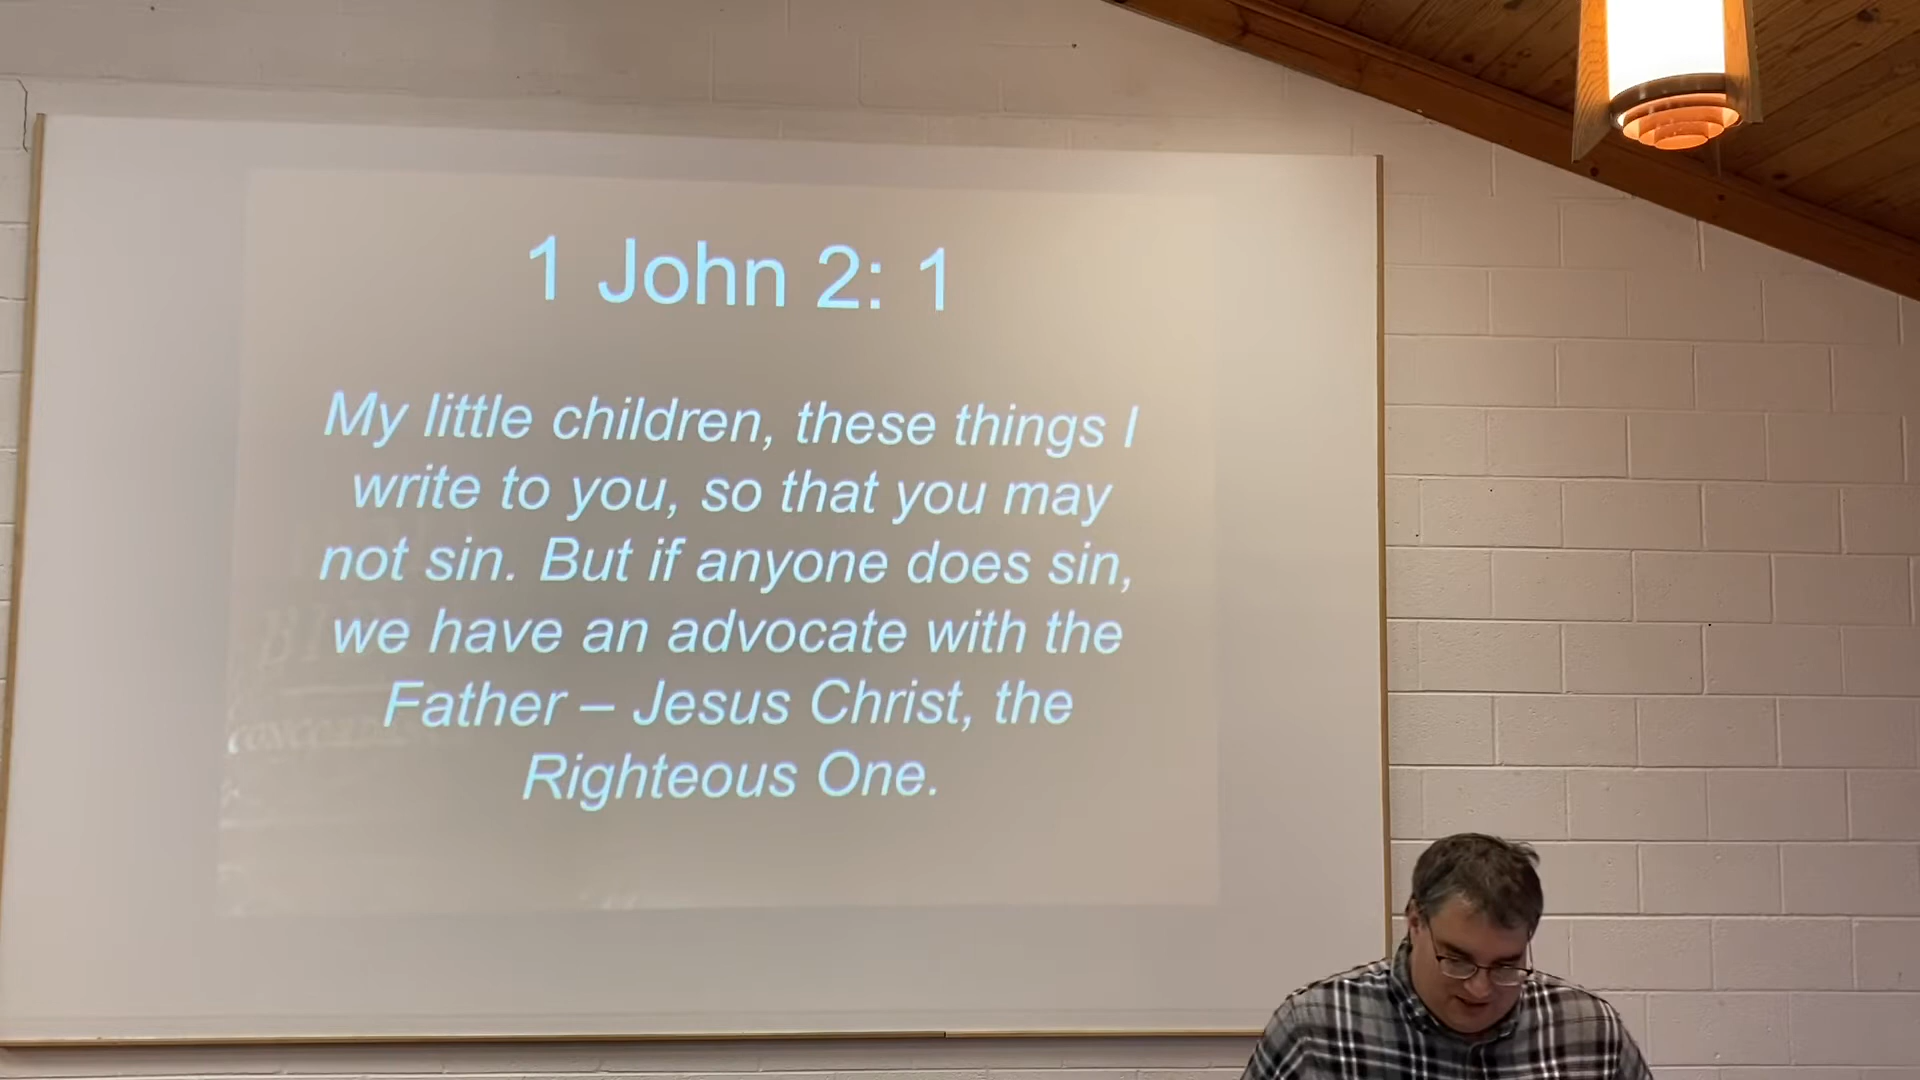 1 John 2: 1
My little children, these things I
write to you, so that you may
not sin. But if anyone does sin,
we have an advocate with the
Father – Jesus Christ, the
Righteous One.